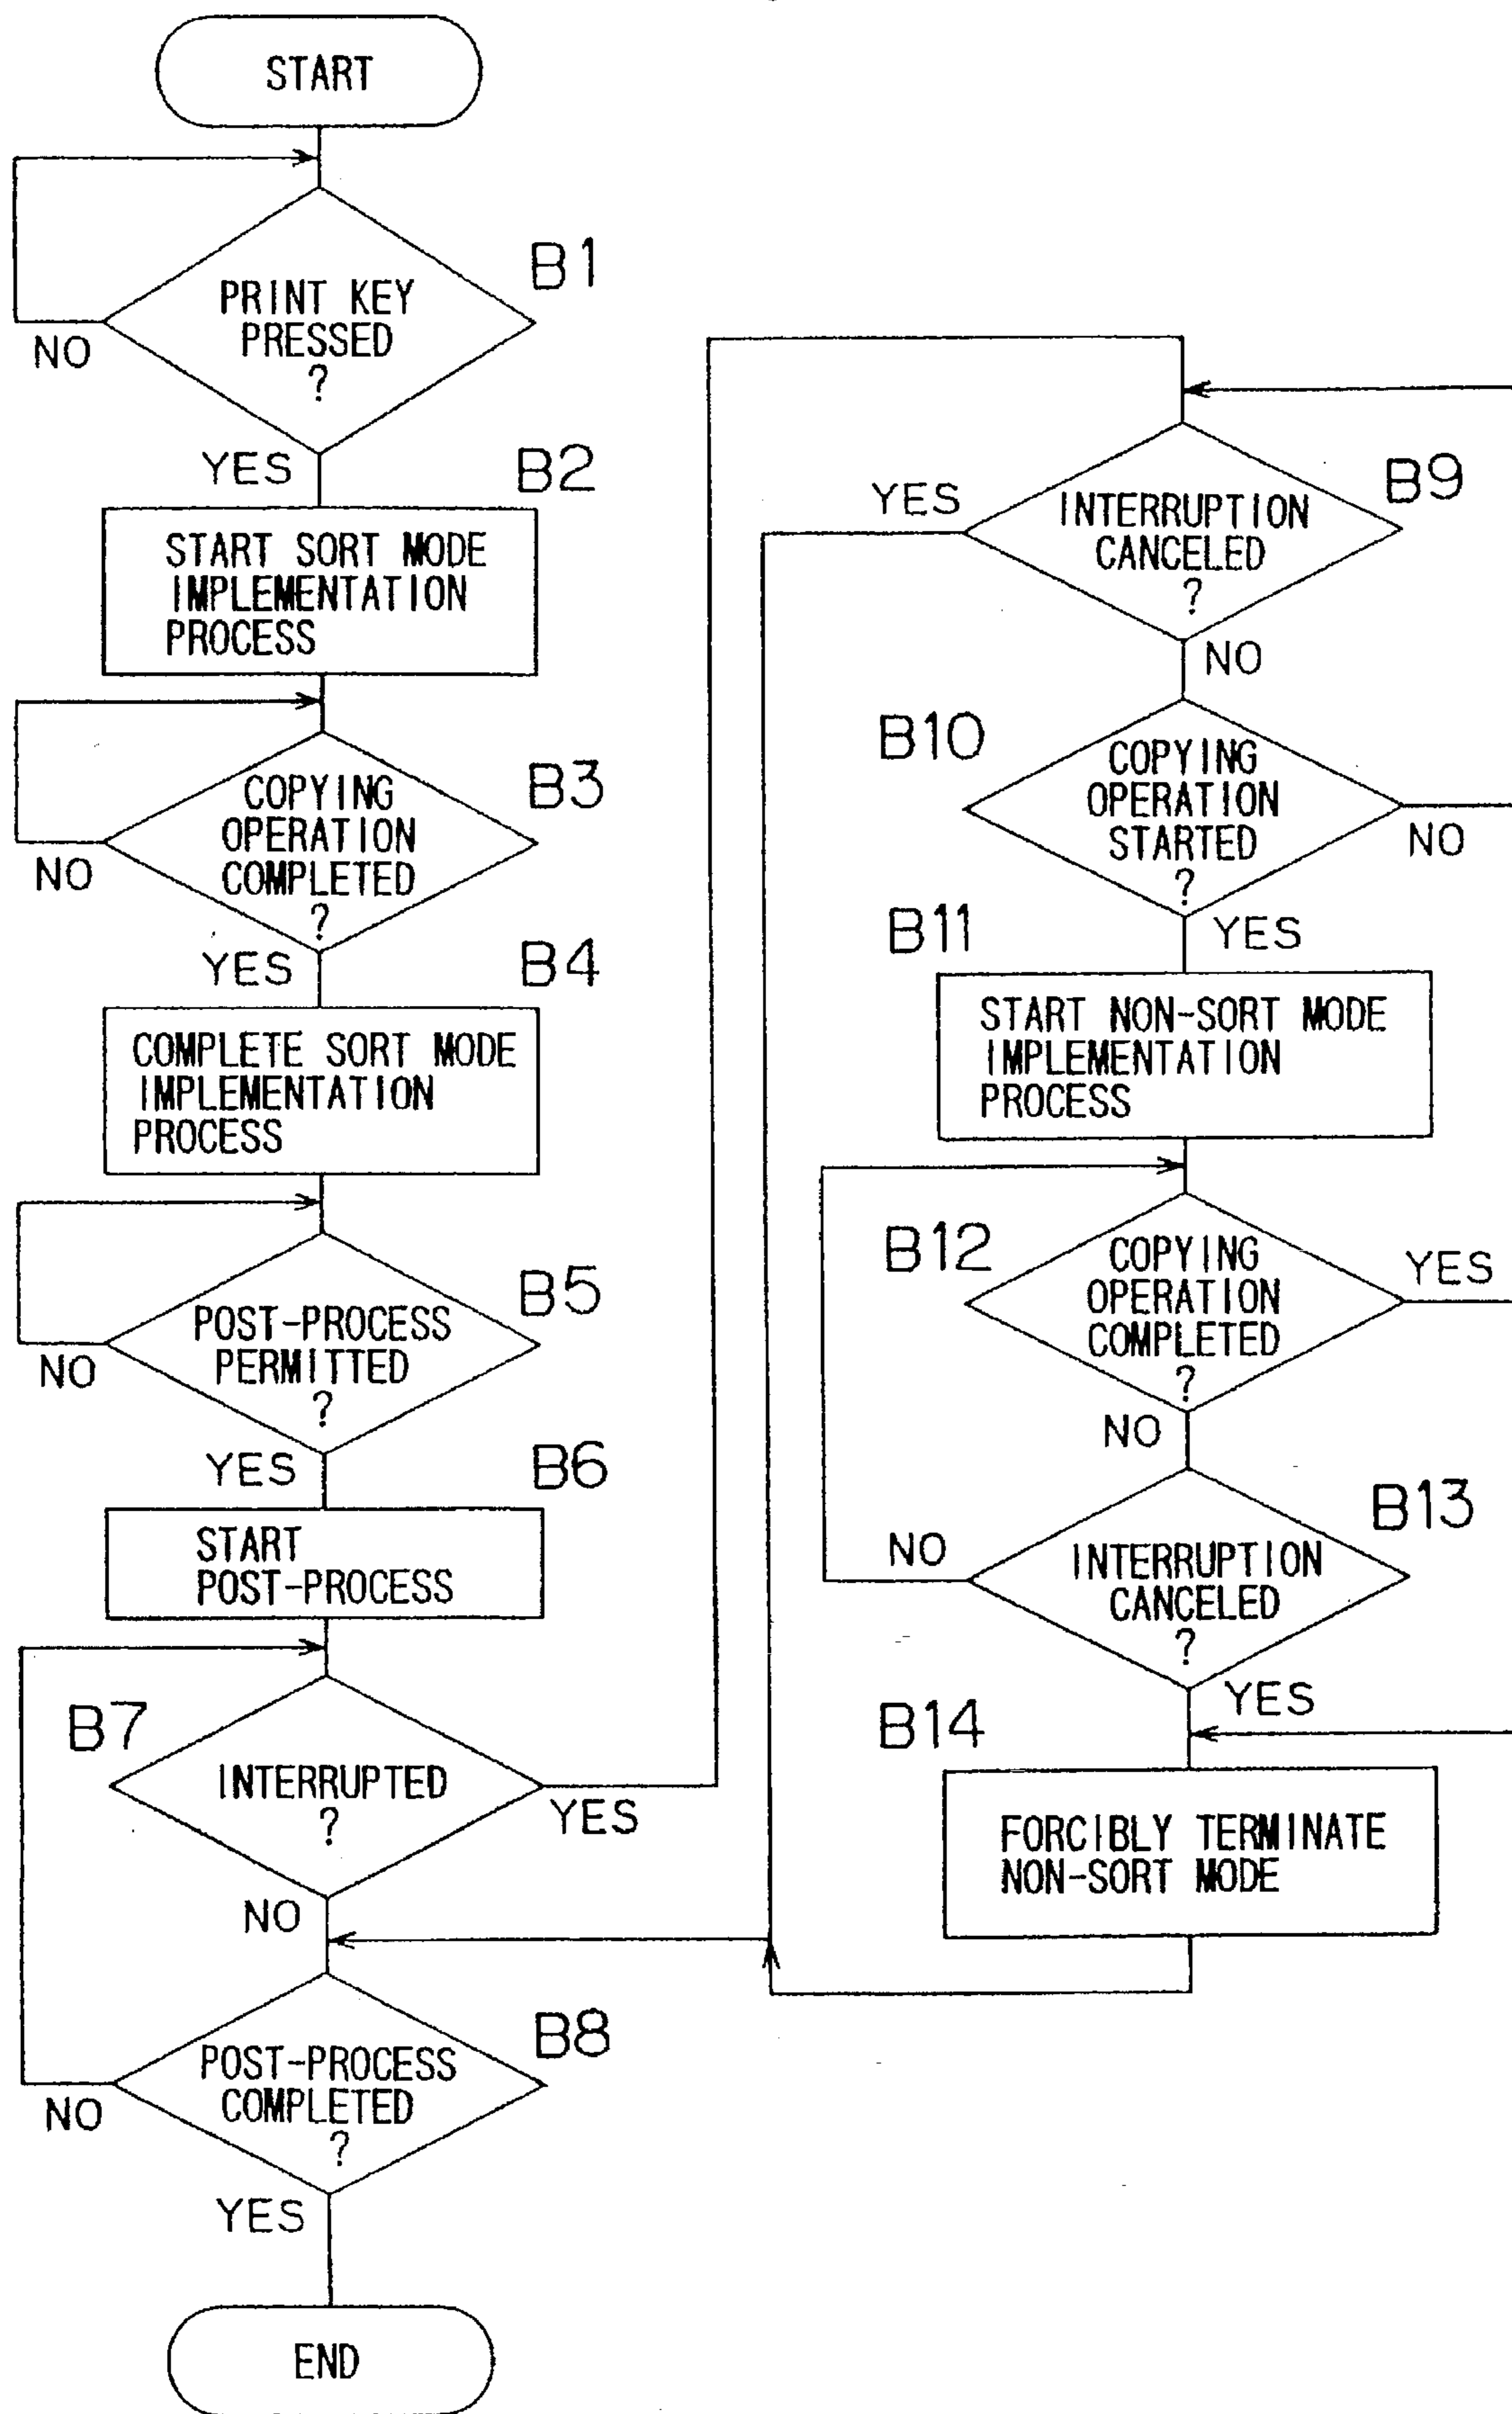 START
B1
PRINT KEY
PRESSED
?
NO
YES
B2
START SORT MODE
IMPLEMENTATION
PROCESS
B3
COPYING
OPERATION
COMPLETED
?
NO
YES
B4
COMPLETE SORT MODE
IMPLEMENTATION
PROCESS
B5
POST-PROCESS
PERMITTED
?
NO
YES
B6
START
POST-PROCESS
B7
INTERRUPTED
?
YES
NO
B8
POST-PROCESS
COMPLETED
?
NO
YES
END
B9
YES
INTERRUPTION
CANCELED
?
NO
B10
COPYING
OPERATION
STARTED
?
NO
YES
B11
START NON-SORT MODE
IMPLEMENTATION
PROCESS
B12
COPYING
OPERATION
COMPLETED
?
YES
NO
B13
NO
INTERRUPTION
CANCELED
?
YES
B14
FORCIBLY TERMINATE
NON-SORT MODE